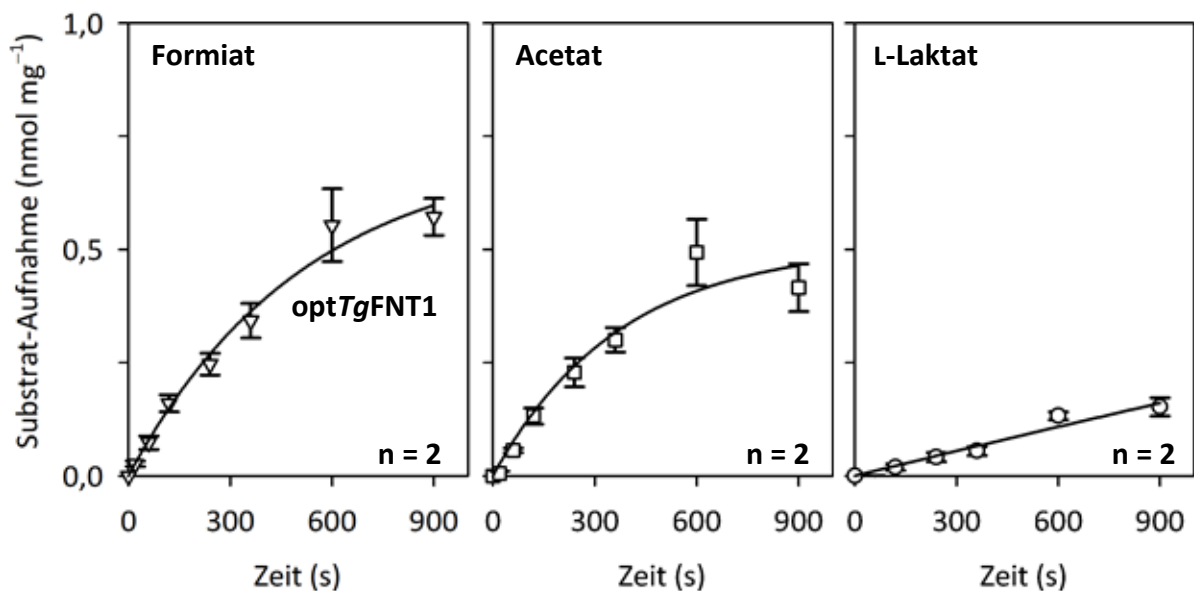 Substrat-Aufnahme (nmol mg⁻¹)
1,0
0,5
0,0
Formiat
optTgFNT1
n = 2
0 300 600 900
Zeit (s)
Acetat
n = 2
0 300 600 900
Zeit (s)
L-Laktat
n = 2
0 300 600 900
Zeit (s)